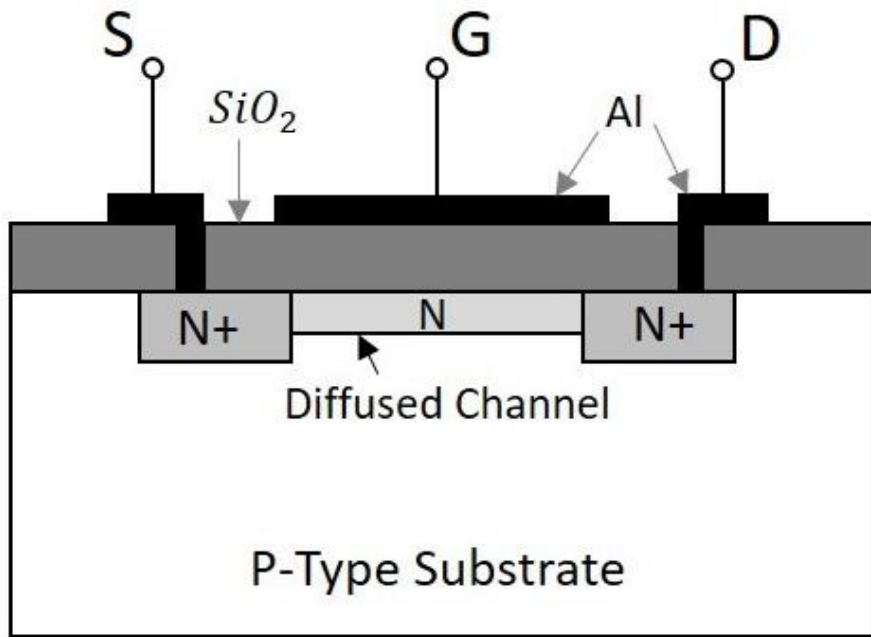 S
G
D
SiO₂
Al
N+
N
N+
Diffused Channel
P-Type Substrate